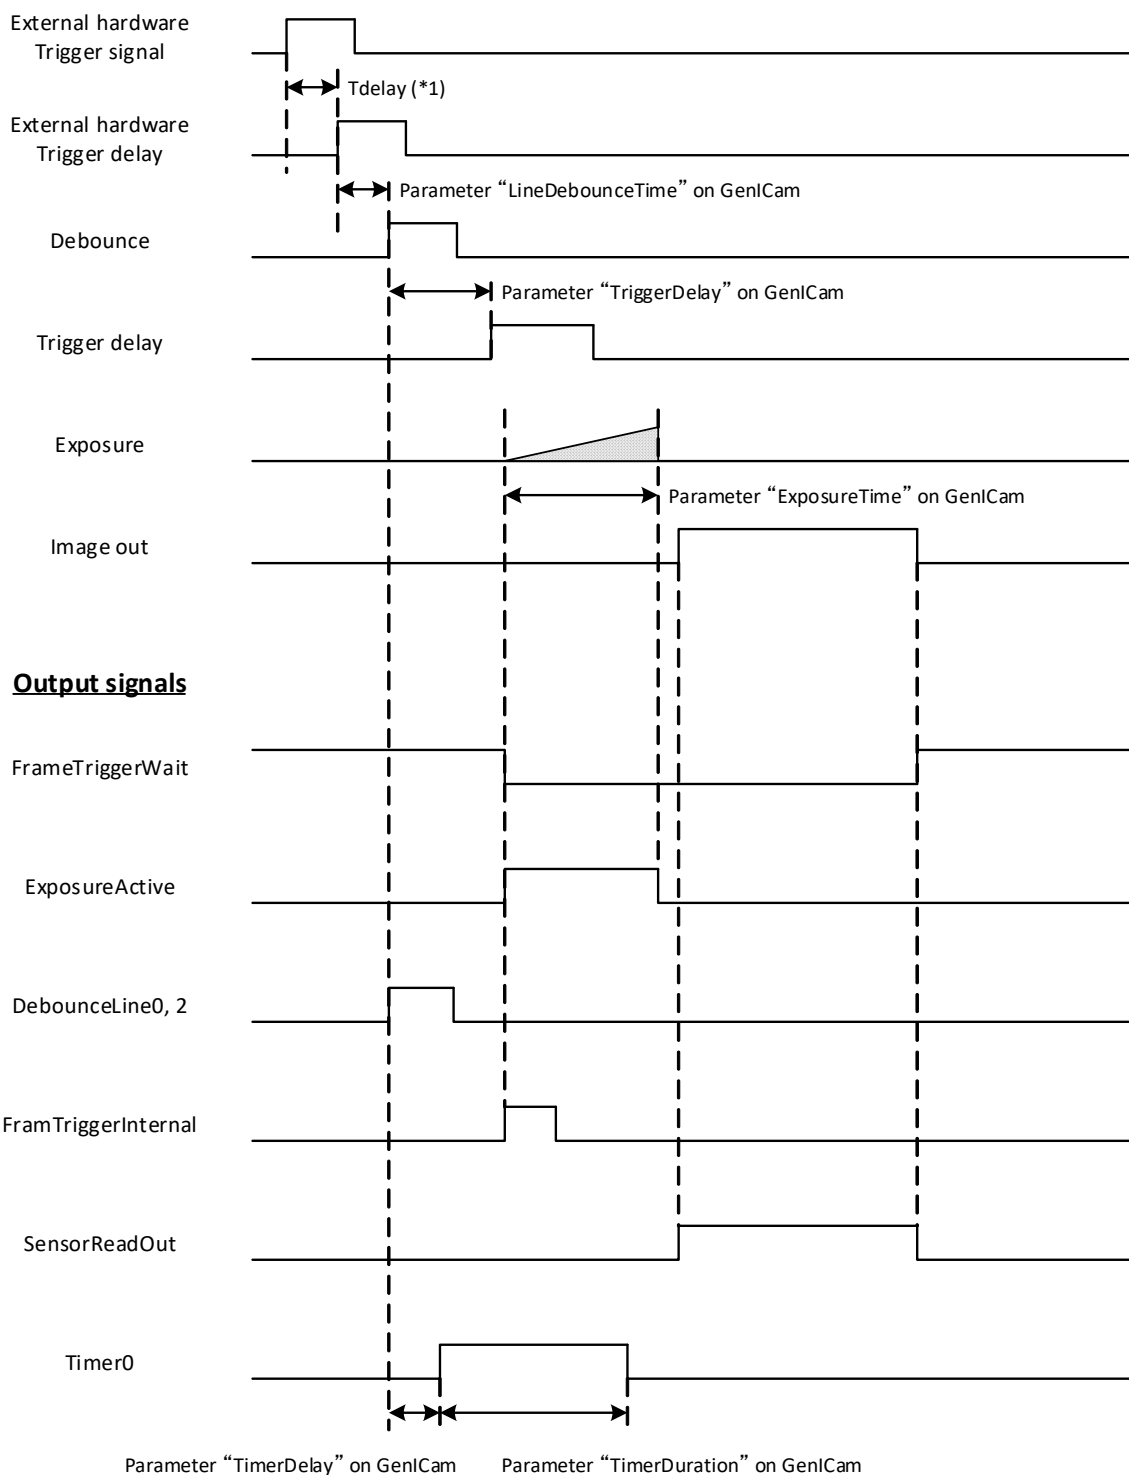 External hardware
Trigger signal
Tdelay (*1)
External hardware
Trigger delay
Parameter “LineDebounceTime” on GenICam
Debounce
Parameter “TriggerDelay” on GenICam
Trigger delay
Exposure
Parameter “ExposureTime” on GenICam
Image out
Output signals
FrameTriggerWait
ExposureActive
DebounceLine0, 2
FramTriggerInternal
SensorReadOut
Timer0
Parameter “TimerDelay” on GenICam
Parameter “TimerDuration” on GenICam